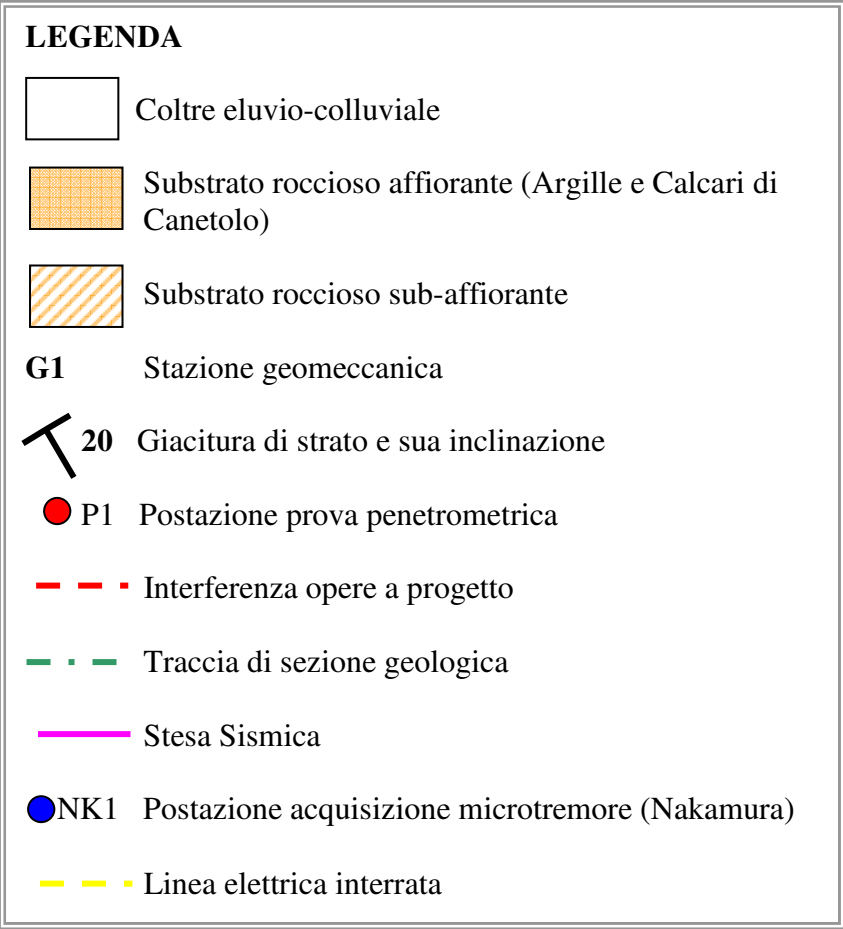 LEGENDA
Coltre eluvio-colluviale
Substrato roccioso affiorante (Argille e Calcari di
Canetolo)
Substrato roccioso sub-affiorante
G1 Stazione geomeccanica
20 Giacitura di strato e sua inclinazione
P1 Postazione prova penetrometrica
Interferenza opere a progetto
Traccia di sezione geologica
Stesa Sismica
NK1 Postazione acquisizione microtremore (Nakamura)
Linea elettrica interrata